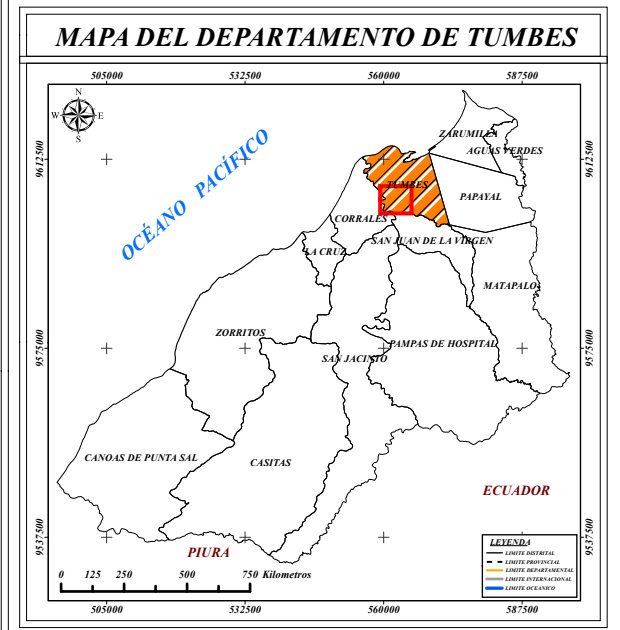 MAPA DEL DEPARTAMENTO DE TUMBES
505000 532500 560000 587500
N
W E
S
ZARUMILLA
AGUAS VERDES
9612500 9612500
OCÉANO PACÍFICO
TUMBES
PAPAYAL
CORRALES
SAN JUAN DE LA VIRGEN
LA CRUZ
MATAPALO
ZORRITOS
9575000 9575000
PAMPAS DE HOSPITAL
SAN JACINTO
CANOAS DE PUNTA SAL
CASITAS
ECUADOR
9537500 9537500
PIURA
LEYENDA
LIMITE DISTRITAL
LIMITE PROVINCIAL
LIMITE DEPARTAMENTAL
LIMITE INTERNACIONAL
LIMITE OCEANICO
0 125 250 500 750 Kilometros
505000 532500 560000 587500